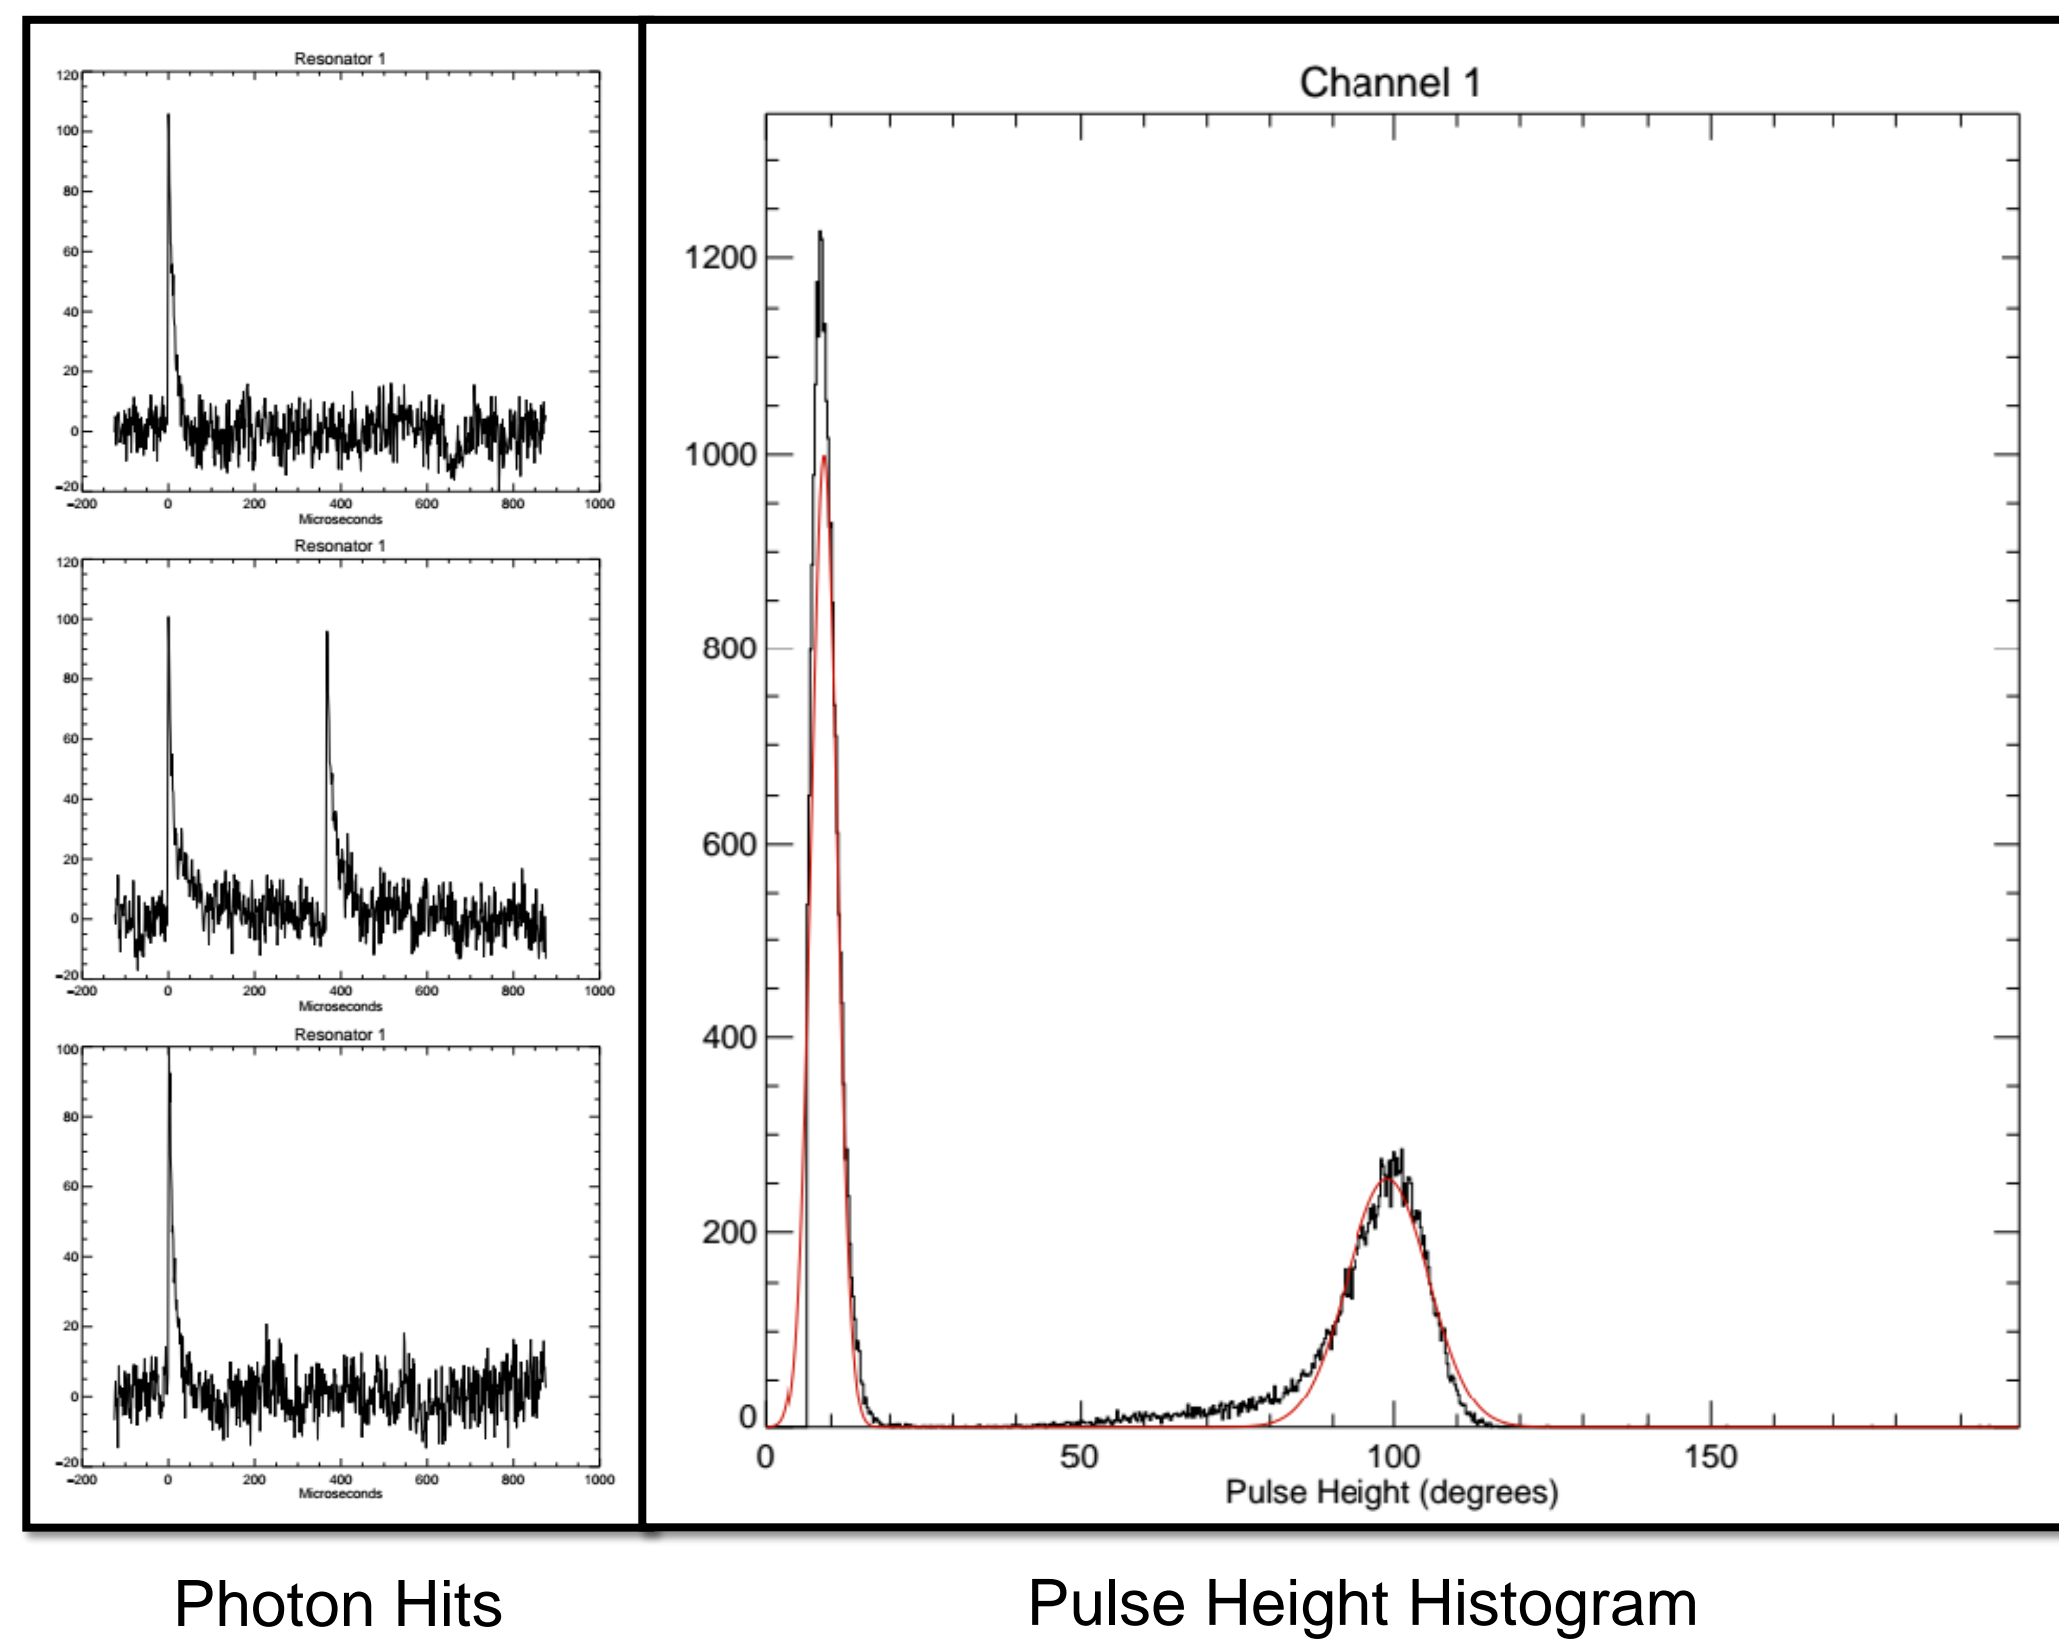 Resonator 1
120
100
80
60
40
20
0
−20
−200 0 200 400 600 800 1000
Microseconds
Resonator 1
120
100
80
60
40
20
0
−20
−200 0 200 400 600 800 1000
Microseconds
Resonator 1
100
80
60
40
20
0
−20
−200 0 200 400 600 800 1000
Microseconds
Channel 1
1200
1000
800
600
400
200
0
0 50 100 150
Pulse Height (degrees)
Photon Hits
Pulse Height Histogram